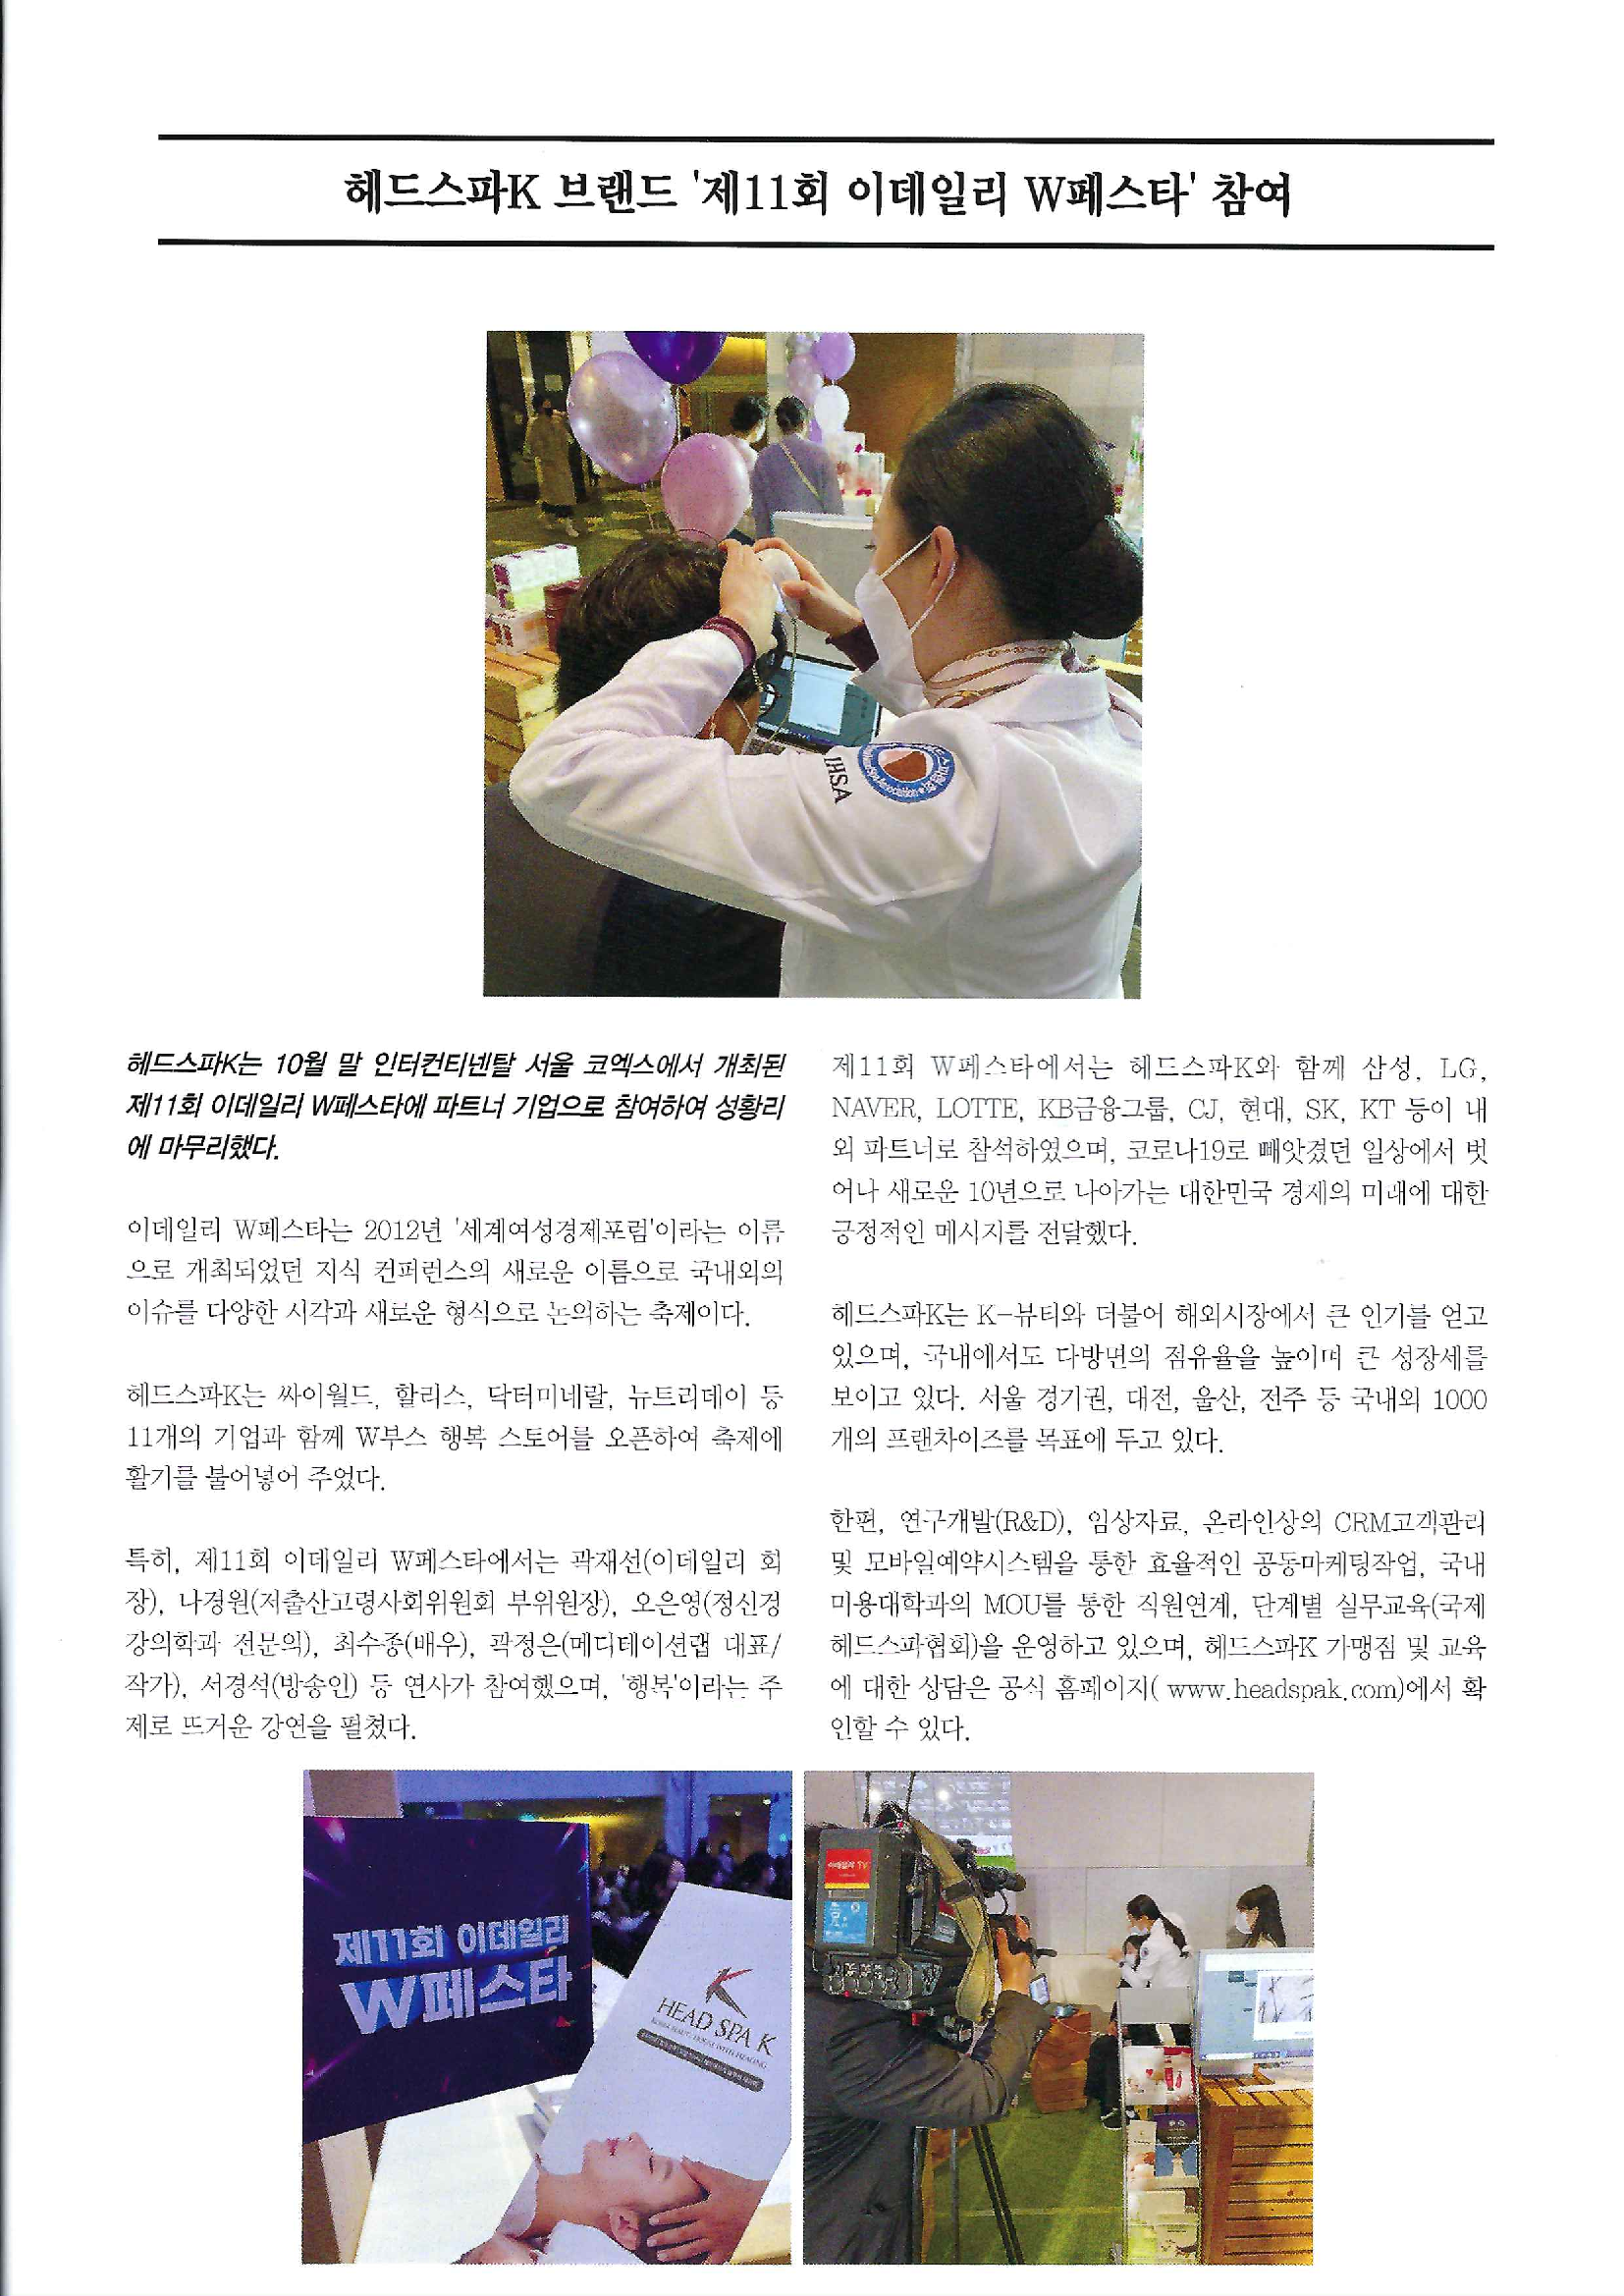 헤드스파K 브랜드 '제11회 이데일리 W페스타' 참여
IHSA
헤드스파K는 10월 말 인터컨티넨탈 서울 코엑스에서 개최된
제11회 이데일리 W페스타에 파트너 기업으로 참여하여 성황리
에 마무리했다.
이데일리 W페스타는 2012년 '세계여성경제포럼'이라는 이름
으로 개최되었던 지식 컨퍼런스의 새로운 이름으로 국내외의
이슈를 다양한 시각과 새로운 형식으로 논의하는 축제이다.
헤드스파K는 싸이월드, 할리스, 닥터미네랄, 뉴트리데이 등
11개의 기업과 함께 W부스 행복 스토어를 오픈하여 축제에
활기를 불어넣어 주었다.
특히, 제11회 이데일리 W페스타에서는 곽재선(이데일리 회
장), 나경원(저출산고령사회위원회 부위원장), 오은영(정신경
강의학과 전문의), 최수종(배우), 곽정은(메디테이션랩 대표/
작가), 서경석(방송인) 등 연사가 참여했으며, '행복'이라는 주
제로 뜨거운 강연을 펼쳤다.
제11회 W페스타에서는 헤드스파K와 함께 삼성, LG,
NAVER, LOTTE, KB금융그룹, CJ, 현대, SK, KT 등이 내
외 파트너로 참석하였으며, 코로나19로 빼앗겼던 일상에서 벗
어나 새로운 10년으로 나아가는 대한민국 경제의 미래에 대한
긍정적인 메시지를 전달했다.
헤드스파K는 K-뷰티와 더불어 해외시장에서 큰 인기를 얻고
있으며, 국내에서도 다방면의 점유율을 높이며 큰 성장세를
보이고 있다. 서울 경기권, 대전, 울산, 전주 등 국내외 1000
개의 프랜차이즈를 목표에 두고 있다.
한편, 연구개발(R&D), 임상자료, 온라인상의 CRM고객관리
및 모바일예약시스템을 통한 효율적인 공동마케팅작업, 국내
미용대학과의 MOU를 통한 직원연계, 단계별 실무교육(국제
헤드스파협회)을 운영하고 있으며, 헤드스파K 가맹점 및 교육
에 대한 상담은 공식 홈페이지( www.headspak.com)에서 확
인할 수 있다.
제11회 이데일리
W페스타
HEAD SPA K
이데일리 TV